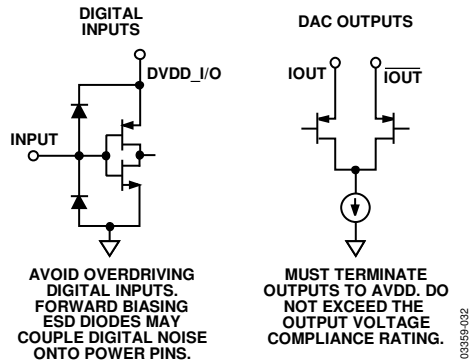 DIGITAL
INPUTS
DVDD_I/O
INPUT
AVOID OVERDRIVING
DIGITAL INPUTS.
FORWARD BIASING
ESD DIODES MAY
COUPLE DIGITAL NOISE
ONTO POWER PINS.
DAC OUTPUTS
IOUT
IOUT
MUST TERMINATE
OUTPUTS TO AVDD. DO
NOT EXCEED THE
OUTPUT VOLTAGE
COMPLIANCE RATING.
03359-032